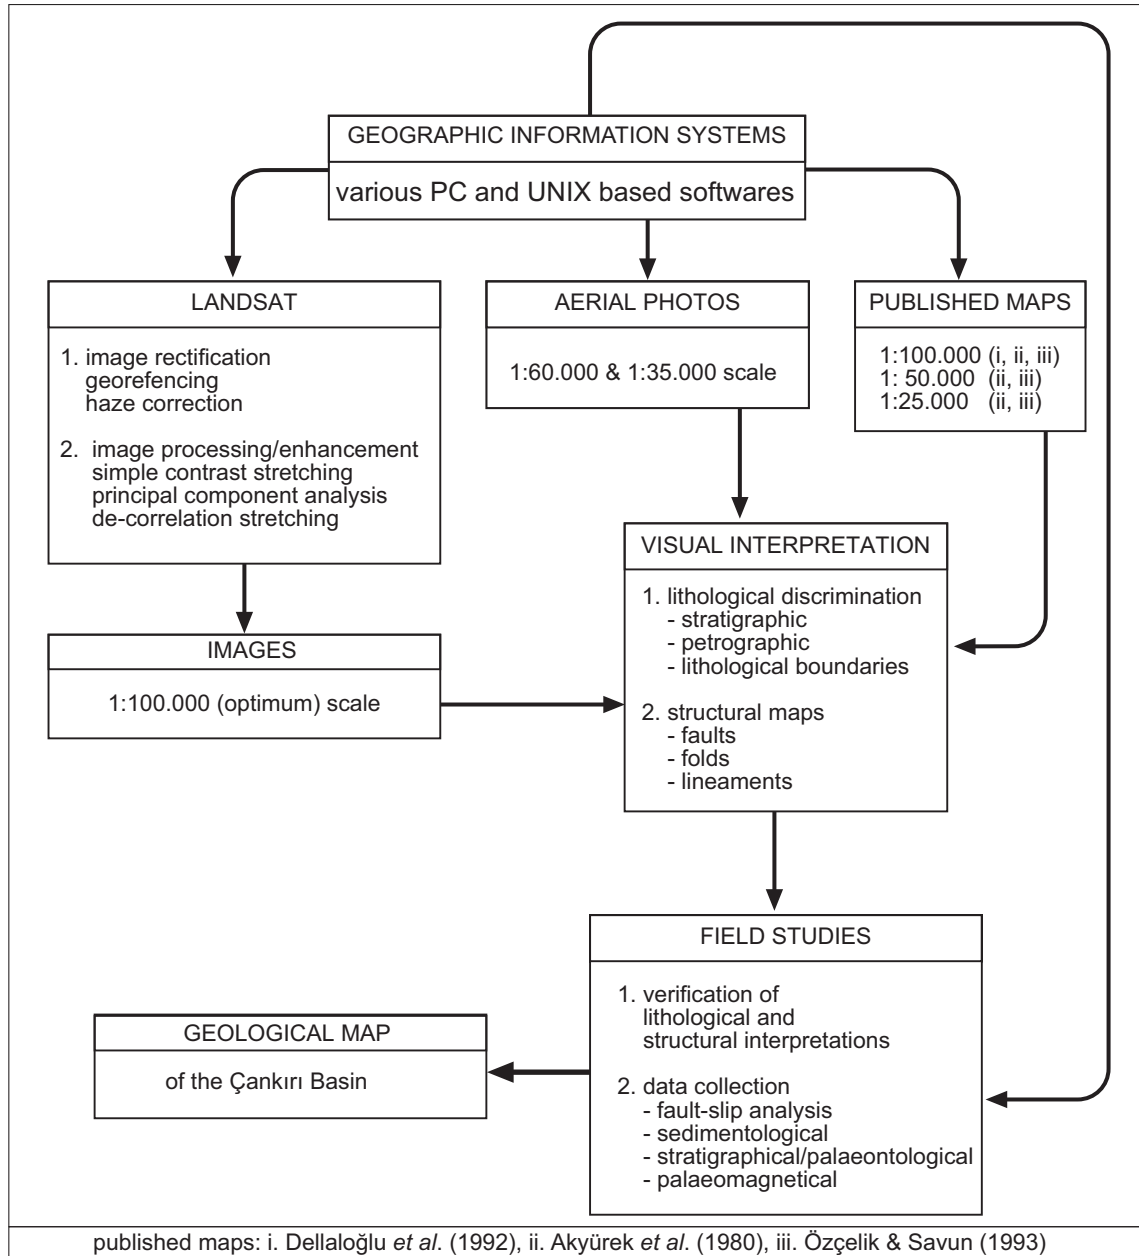 GEOGRAPHIC INFORMATION SYSTEMS
various PC and UNIX based softwares
LANDSAT
1. image rectification
georefencing
haze correction
2. image processing/enhancement
simple contrast stretching
principal component analysis
de-correlation stretching
AERIAL PHOTOS
1:60.000 & 1:35.000 scale
PUBLISHED MAPS
1:100.000 (i, ii, iii)
1: 50.000 (ii, iii)
1:25.000 (ii, iii)
IMAGES
1:100.000 (optimum) scale
VISUAL INTERPRETATION
1. lithological discrimination
- stratigraphic
- petrographic
- lithological boundaries
2. structural maps
- faults
- folds
- lineaments
FIELD STUDIES
1. verification of
lithological and
structural interpretations
2. data collection
- fault-slip analysis
- sedimentological
- stratigraphical/palaeontological
- palaeomagnetical
GEOLOGICAL MAP
of the Çankırı Basin
published maps: i. Dellaloğlu et al. (1992), ii. Akyürek et al. (1980), iii. Özçelik & Savun (1993)